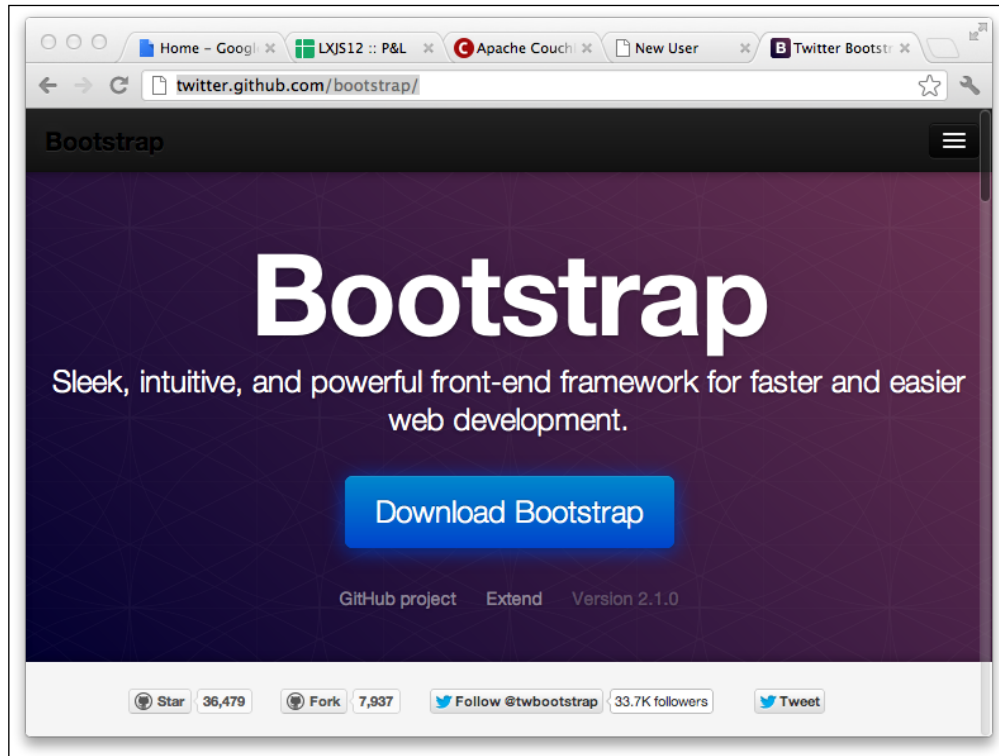 Home – Googl
LXJS12 :: P&L
Apache Couch
New User
B Twitter Bootstr
twitter.github.com/bootstrap/
Bootstrap
Bootstrap
Sleek, intuitive, and powerful front-end framework for faster and easier
web development.
Download Bootstrap
GitHub project Extend Version 2.1.0
Star 36,479 Fork 7,937 Follow @twbootstrap 33.7K followers Tweet